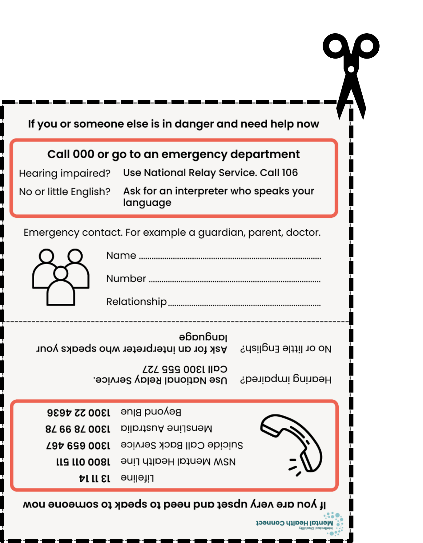 If you or someone else is in danger and need help now
Call 000 or go to an emergency department
Hearing impaired? Use National Relay Service. Call 106
No or little English? Ask for an interpreter who speaks your
language
Emergency contact. For example a guardian, parent, doctor.
Name
Number
Relationship
Mental Health Connect
If you are very upset and need to speak to someone now
Lifeline 13 11 14
NSW Mental Health Line 1800 011 511
Suicide Call Back Service 1300 659 467
Mensline Australia 1300 78 99 78
Beyond Blue 1300 22 4636
Hearing impaired? Use National Relay Service.
Call 1300 555 727
No or little English? Ask for an interpreter who speaks your
language